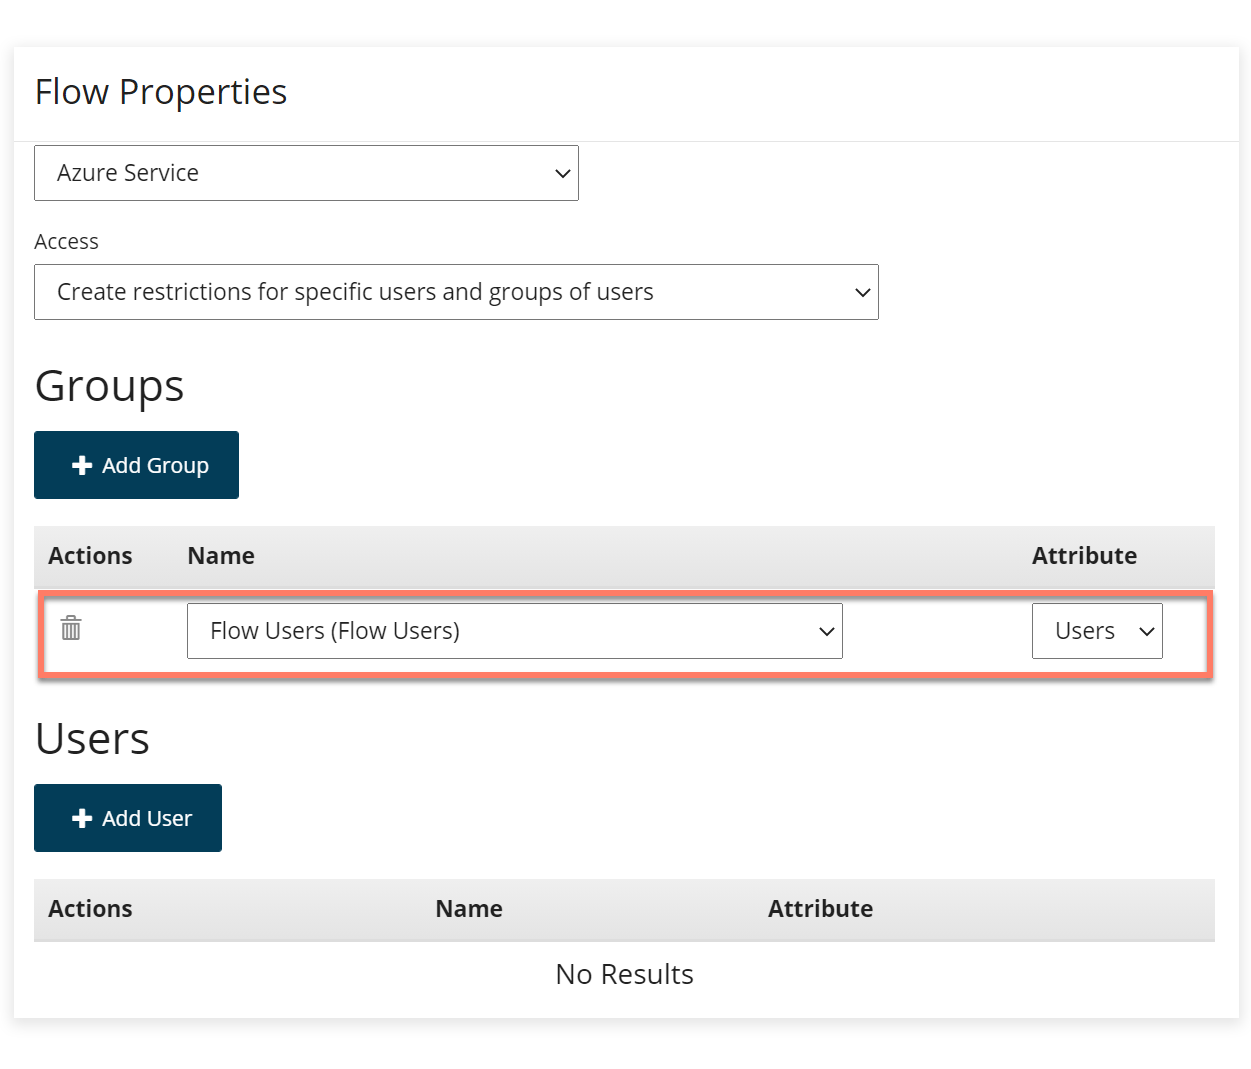 Flow Properties
Azure Service
Access
Create restrictions for specific users and groups of users
Groups
Add Group
Actions Name Attribute
Flow Users (Flow Users) Users
Users
Add User
Actions Name Attribute
No Results